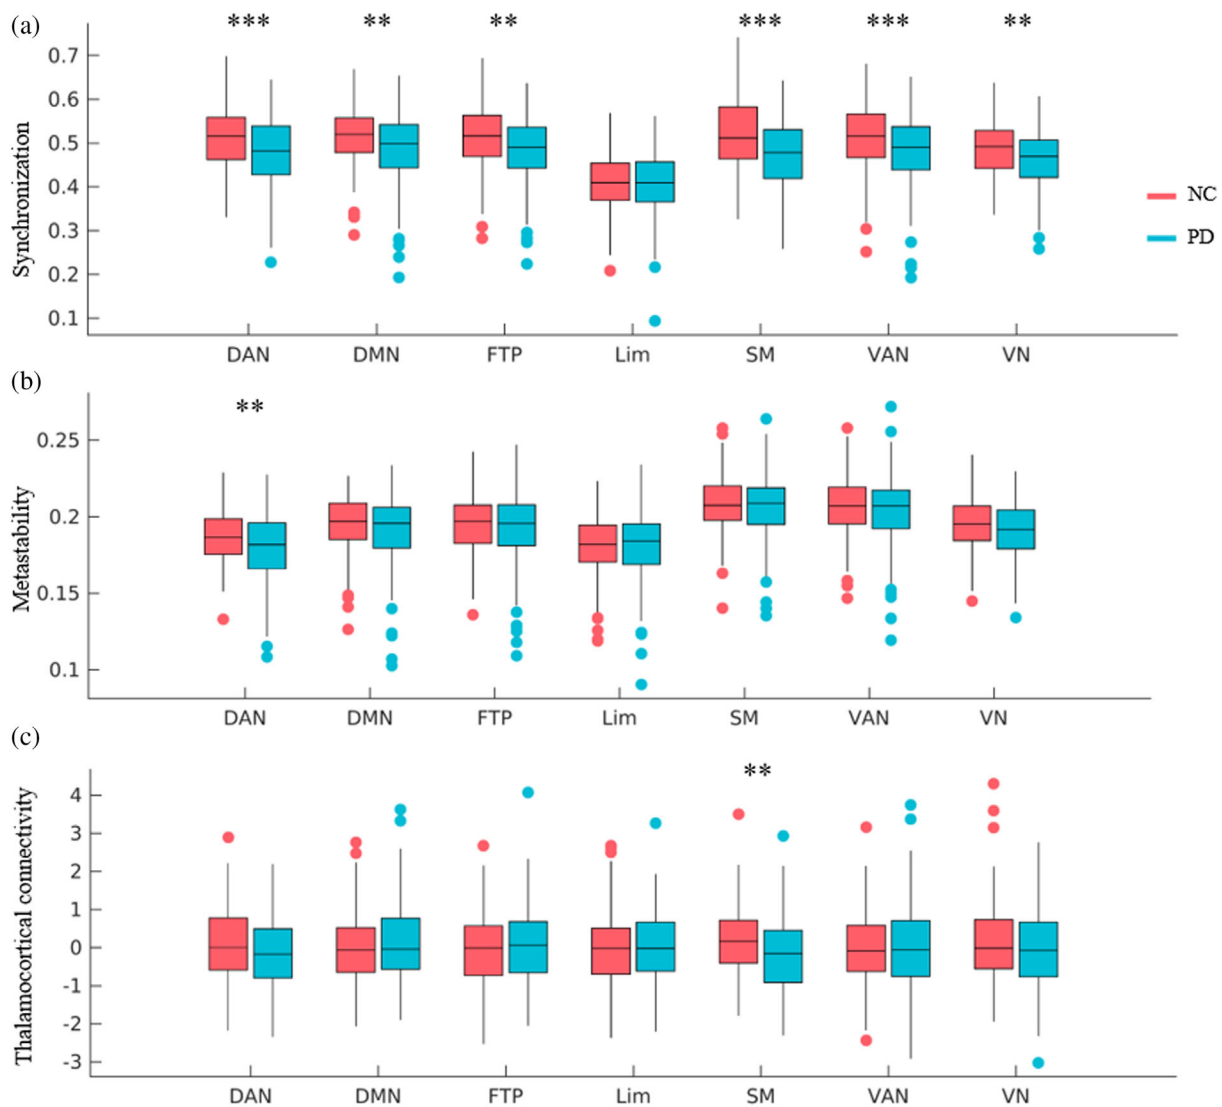 (a)
*** ** ** *** *** **
0.7
0.6
0.5
0.4
0.3
0.2
0.1
Synchronization
NC
PD
DAN DMN FTP Lim SM VAN VN
(b)
**
0.25
0.2
0.15
0.1
Metastability
DAN DMN FTP Lim SM VAN VN
(c)
**
4
3
2
1
0
-1
-2
-3
Thalamocortical connectivity
DAN DMN FTP Lim SM VAN VN